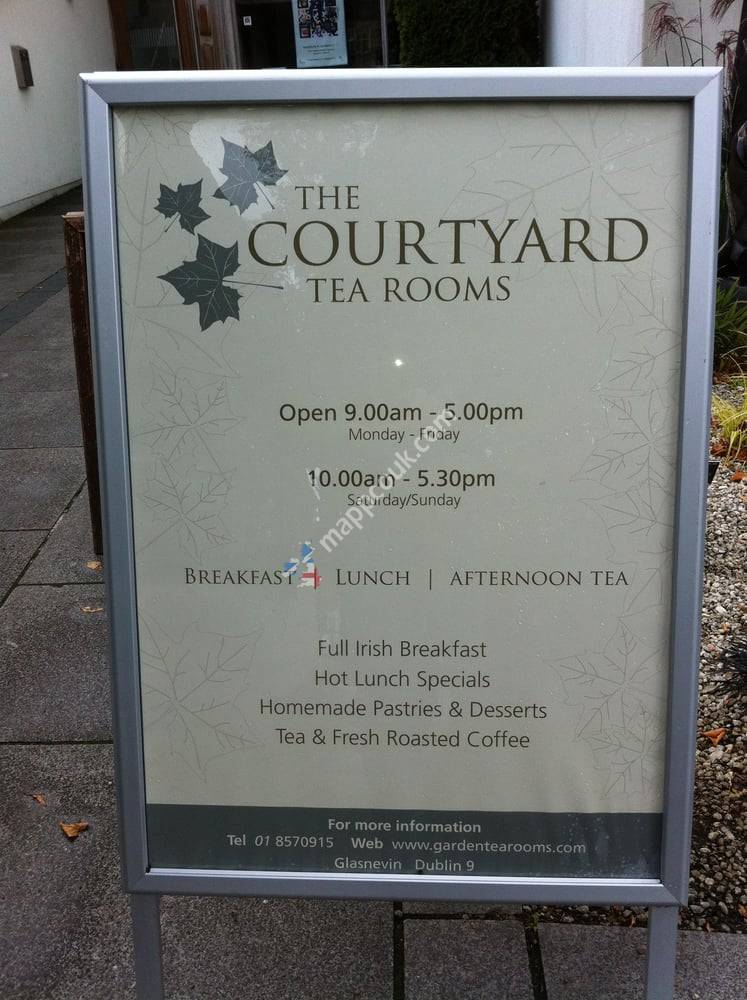 THE
COURTYARD
TEA ROOMS
Open 9.00am - 5.00pm
Monday - Friday
10.00am - 5.30pm
Saturday/Sunday
mappcouk.com
BREAKFAST LUNCH | AFTERNOON TEA
Full Irish Breakfast
Hot Lunch Specials
Homemade Pastries & Desserts
Tea & Fresh Roasted Coffee
For more information
Tel 01 8570915 Web www.gardentearooms.com
Glasnevin Dublin 9